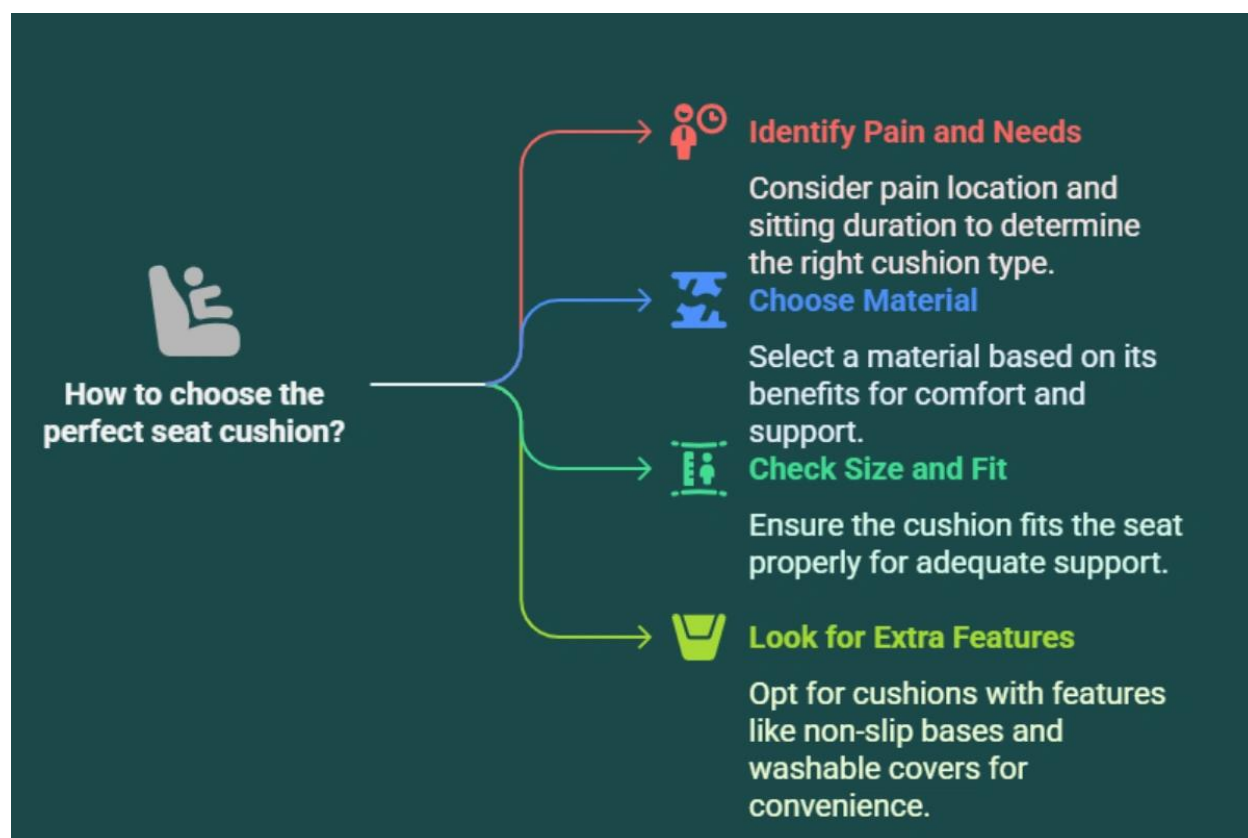 How to choose the
perfect seat cushion?
Identify Pain and Needs
Consider pain location and
sitting duration to determine
the right cushion type.
Choose Material
Select a material based on its
benefits for comfort and
support.
Check Size and Fit
Ensure the cushion fits the seat
properly for adequate support.
Look for Extra Features
Opt for cushions with features
like non-slip bases and
washable covers for
convenience.